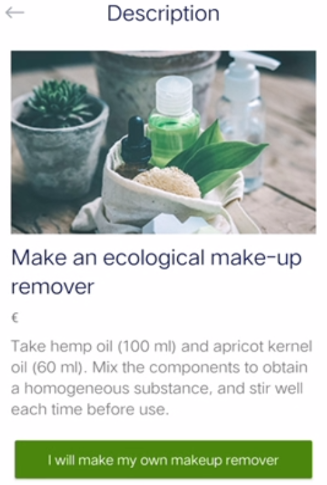 Description
Make an ecological make-up
remover
€
Take hemp oil (100 ml) and apricot kernel
oil (60 ml). Mix the components to obtain
a homogeneous substance, and stir well
each time before use.
I will make my own makeup remover